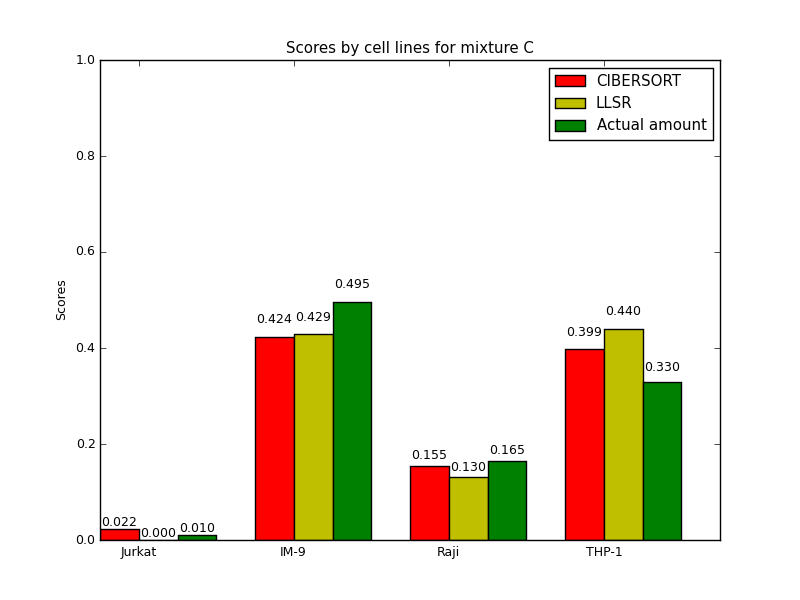 Scores by cell lines for mixture C
CIBERSORT
LLSR
Actual amount
Scores
1.0
0.8
0.6
0.4
0.2
0.0
0.022
0.000
0.010
0.424
0.429
0.495
0.155
0.130
0.165
0.399
0.440
0.330
Jurkat
IM-9
Raji
THP-1